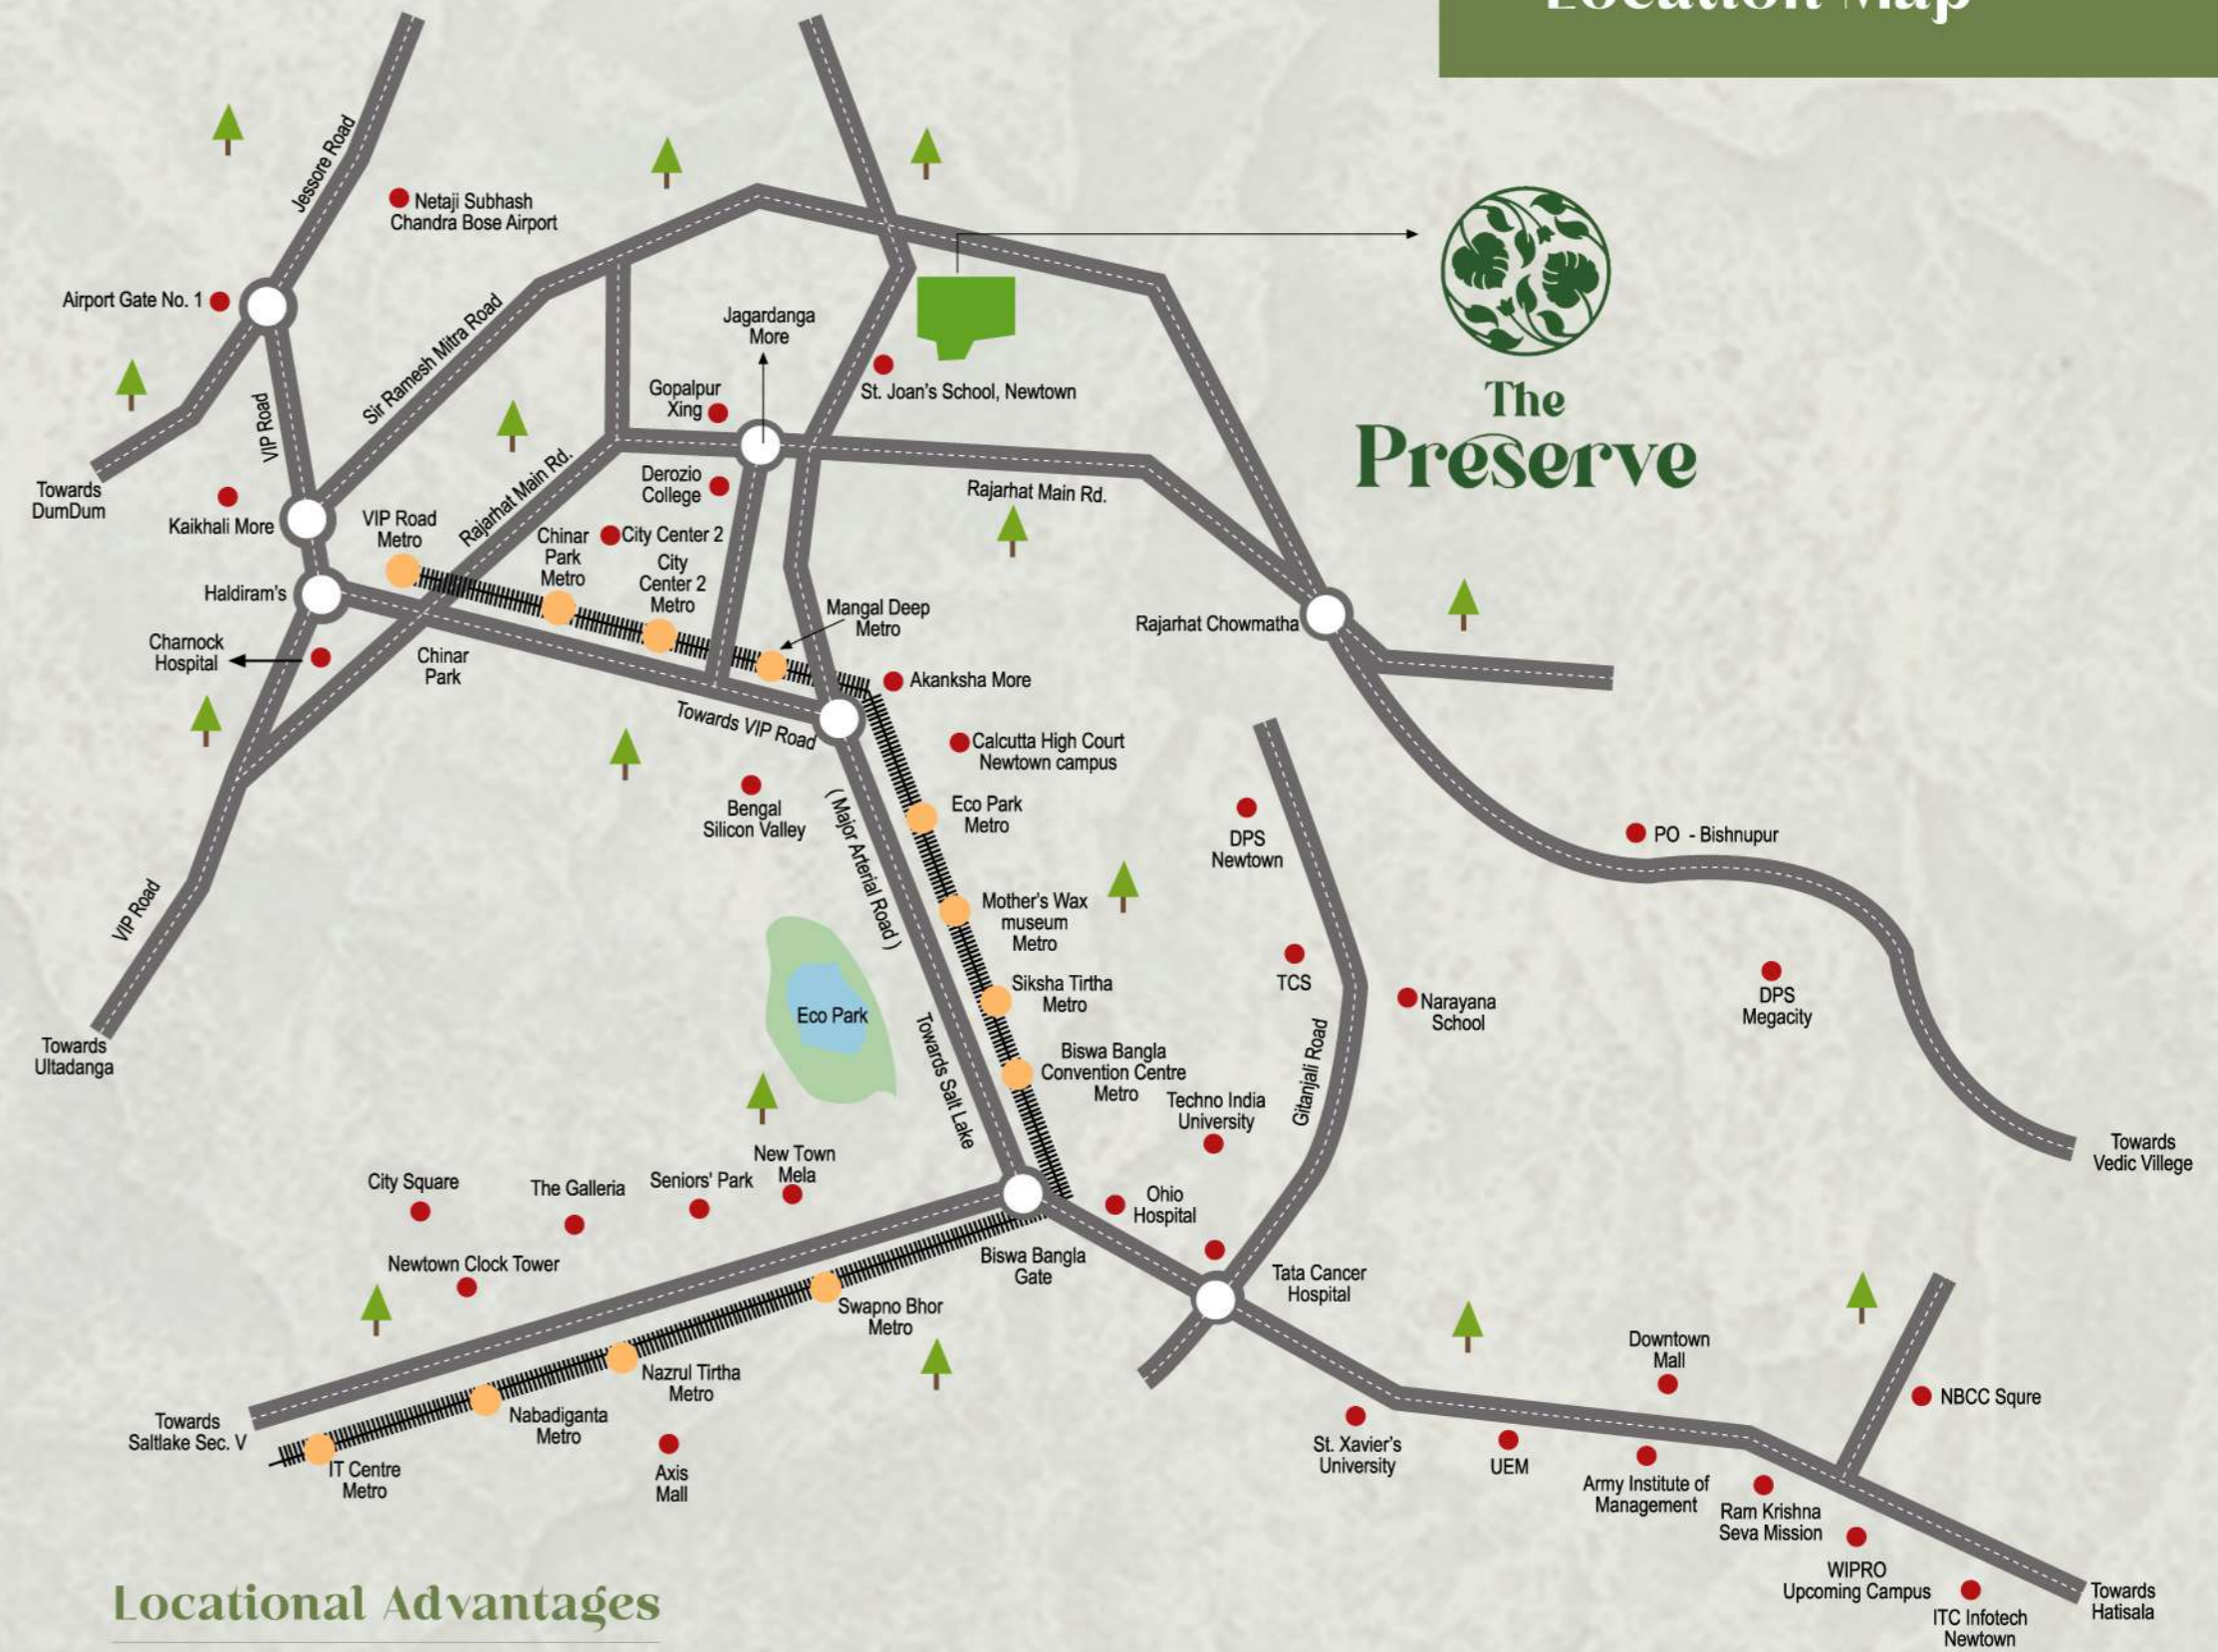 Location Map
Jessore Road
Netaji Subhash
Chandra Bose Airport
Airport Gate No. 1
Sir Ramesh Mitra Road
Jagardanga
More
The
Preserve
VIP Road
Gopalpur
Xing
St. Joan's School, Newtown
Towards
DumDum
Kaikhali More
VIP Road
Metro
Rajarhat Main Rd.
Derozio
College
Rajarhat Main Rd.
Chinar
Park
Metro
City Center 2
City
Center 2
Metro
Haldiram's
Mangal Deep
Metro
Rajarhat Chowmatha
Charnock
Hospital
Chinar
Park
Akanksha More
Towards VIP Road
Calcutta High Court
Newtown campus
Bengal
Silicon Valley
( Major Arterial Road )
Eco Park
Metro
DPS
Newtown
PO - Bishnupur
VIP Road
Mother's Wax
museum
Metro
TCS
Siksha Tirtha
Metro
Narayana
School
DPS
Megacity
Eco Park
Towards
Ultadanga
Towards Salt Lake
Biswa Bangla
Convention Centre
Metro
Gitanjali Road
Techno India
University
Towards
Vedic Villege
City Square
The Galleria
Seniors' Park
New Town
Mela
Ohio
Hospital
Newtown Clock Tower
Biswa Bangla
Gate
Tata Cancer
Hospital
Swapno Bhor
Metro
Downtown
Mall
Nazrul Tirtha
Metro
NBCC Squre
Towards
Saltlake Sec. V
Nabadiganta
Metro
St. Xavier's
University
UEM
IT Centre
Metro
Axis
Mall
Army Institute of
Management
Ram Krishna
Seva Mission
WIPRO
Upcoming Campus
ITC Infotech
Newtown
Towards
Hatisala
Locational Advantages